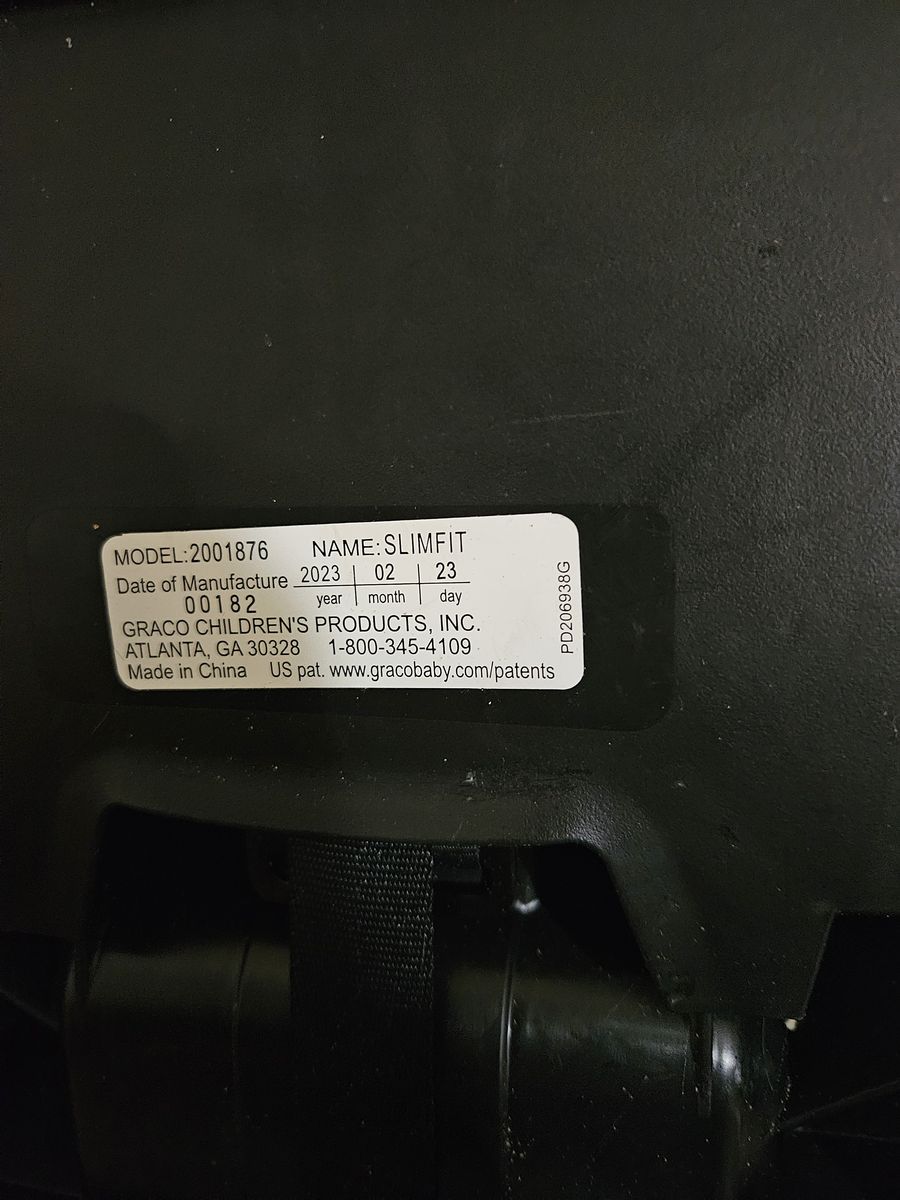 MODEL:2001876 NAME:SLIMFIT
Date of Manufacture 2023 | 02 | 23
00182 year | month | day
GRACO CHILDREN'S PRODUCTS, INC.
ATLANTA, GA 30328 1-800-345-4109
Made in China US pat. www.gracobaby.com/patents
PD206938G